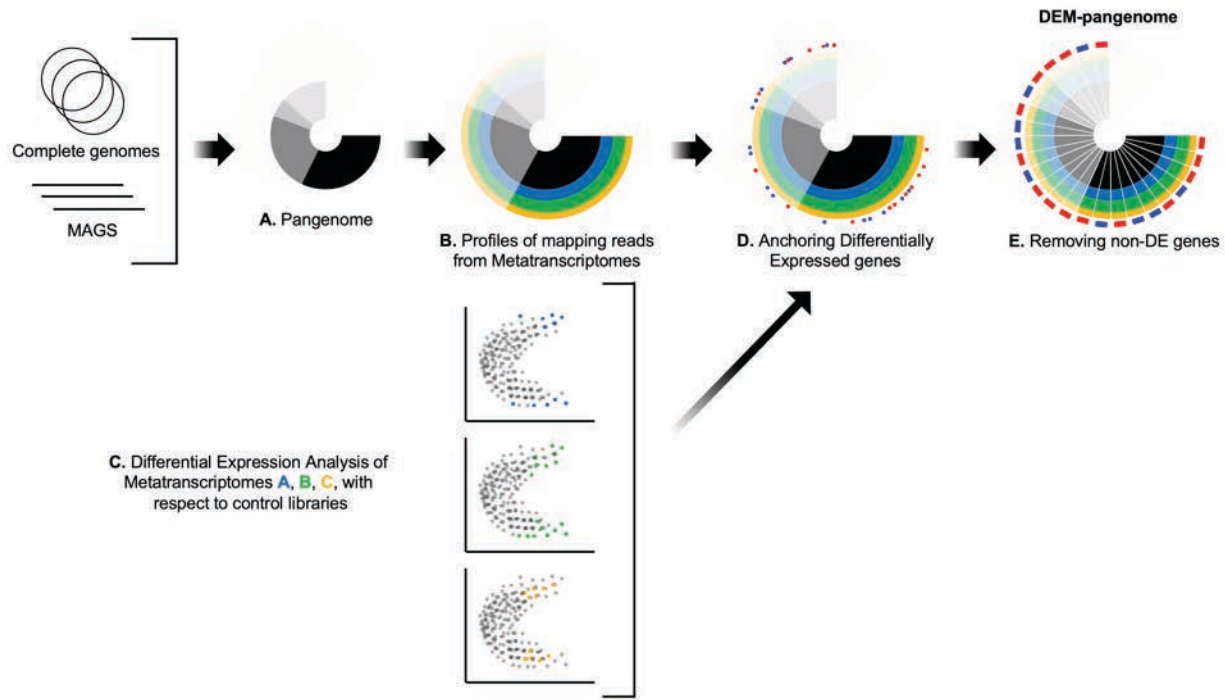 DEM-pangenome
Complete genomes
MAGS
A. Pangenome
B. Profiles of mapping reads
from Metatranscriptomes
D. Anchoring Differentially
Expressed genes
E. Removing non-DE genes
C. Differential Expression Analysis of
Metatranscriptomes A, B, C, with
respect to control libraries